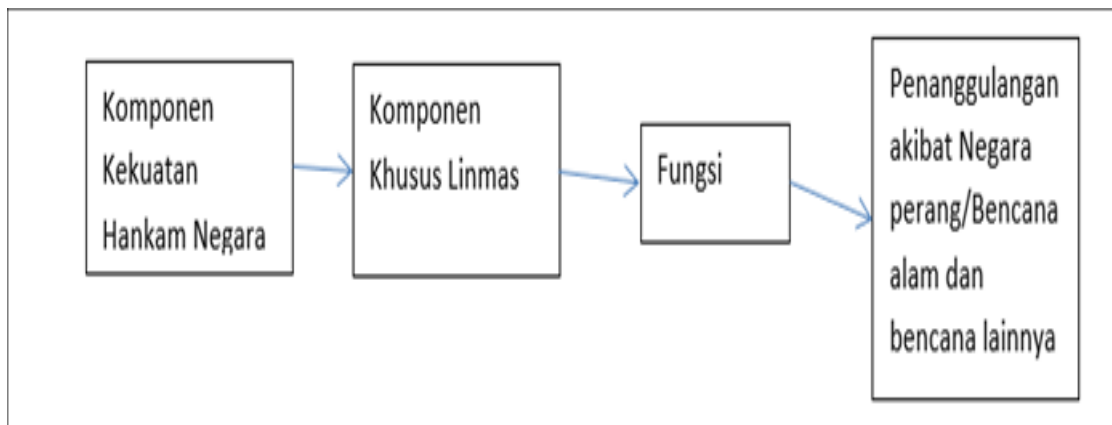 Komponen
Kekuatan
Hankam Negara
Komponen
Khusus Linmas
Fungsi
Penanggulangan
akibat Negara
perang/Bencana
alam dan
bencana lainnya